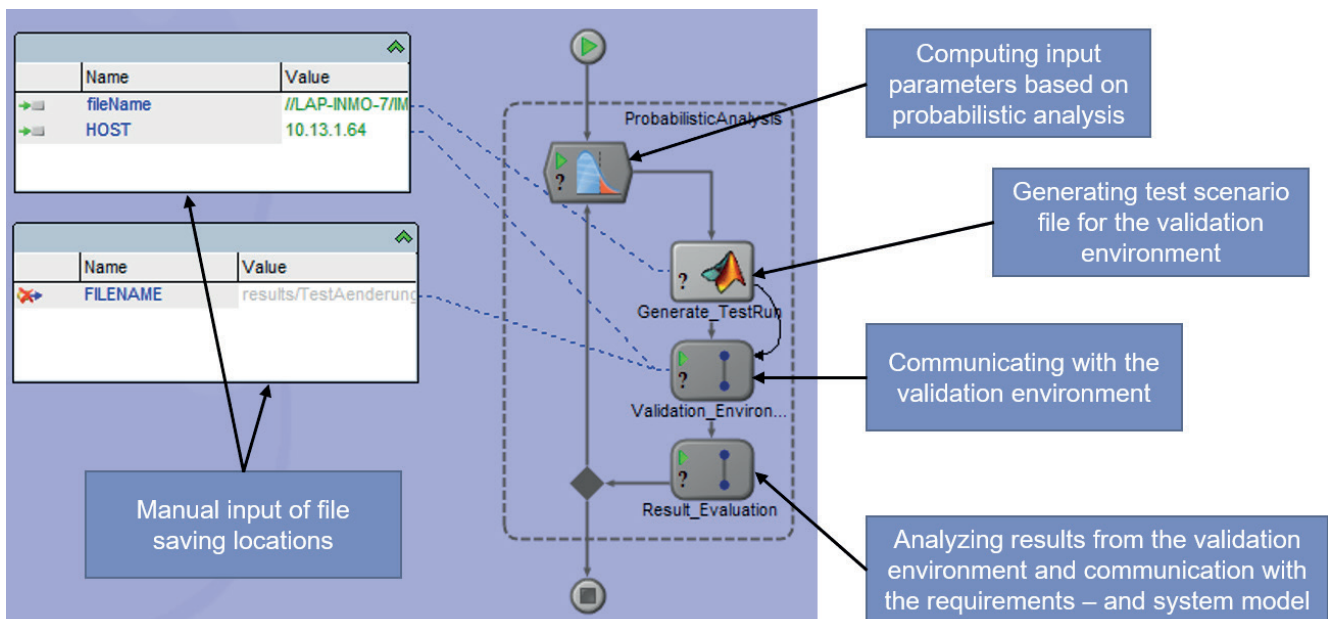 Name Value
fileName //LAP-INMO-7/IM
HOST 10.13.1.64
Name Value
FILENAME results/TestAenderung
Manual input of file
saving locations
ProbabilisticAnalysis
?
?
Generate_TestRun
?
Validation_Environ...
?
Result_Evaluation
Computing input
parameters based on
probabilistic analysis
Generating test scenario
file for the validation
environment
Communicating with the
validation environment
Analyzing results from the validation
environment and communication with
the requirements – and system model